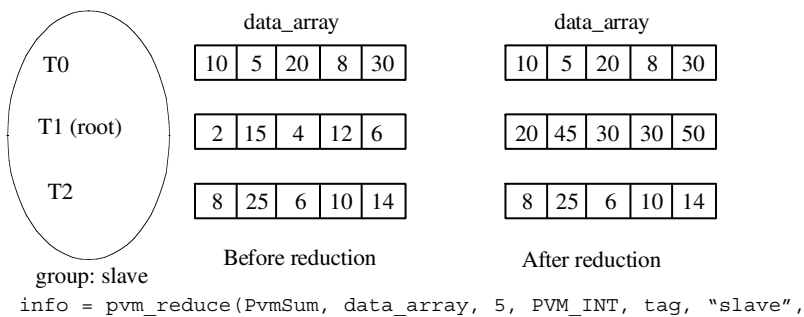 data_array data_array
T0 10 5 20 8 30 10 5 20 8 30
T1 (root) 2 15 4 12 6 20 45 30 30 50
T2 8 25 6 10 14 8 25 6 10 14
Before reduction After reduction
group: slave
info = pvm_reduce(PvmSum, data_array, 5, PVM_INT, tag, “slave”,